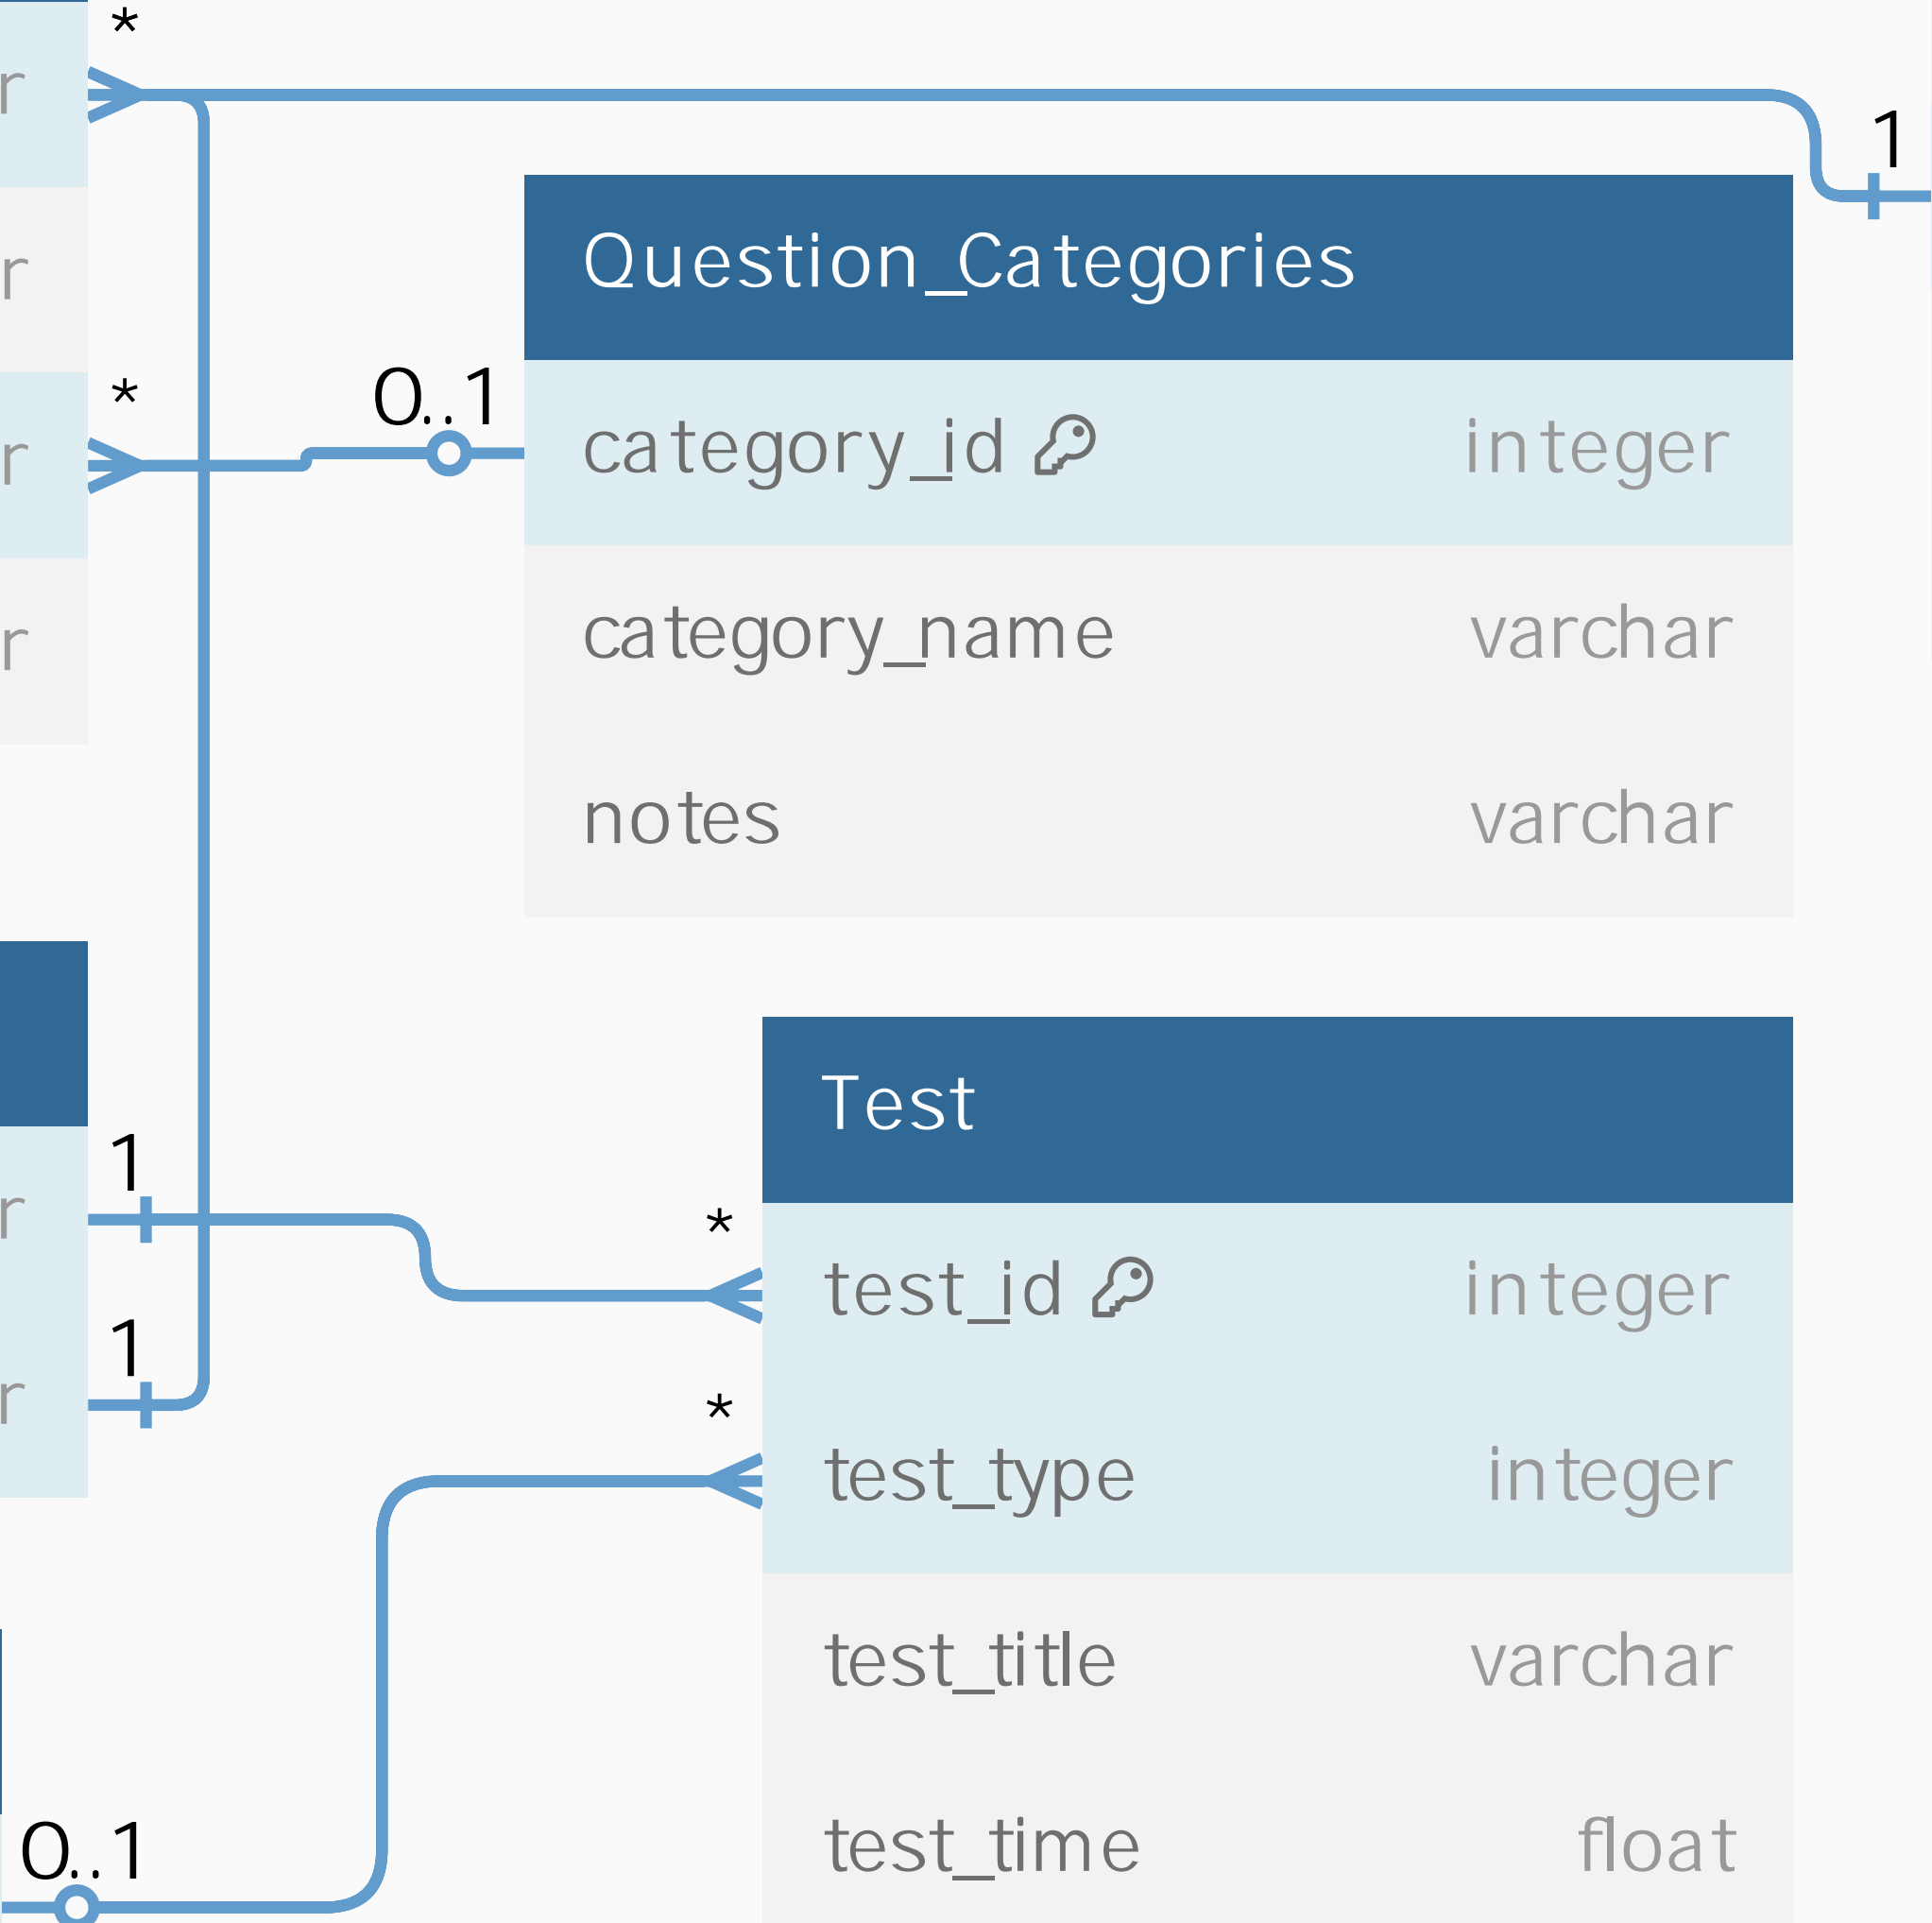 *
r
1
Question_Categories
r
*
0..1
r
category_id integer
r
category_name varchar
notes varchar
Test
1
*
r
test_id integer
1
*
r
test_type integer
test_title varchar
0..1
test_time float